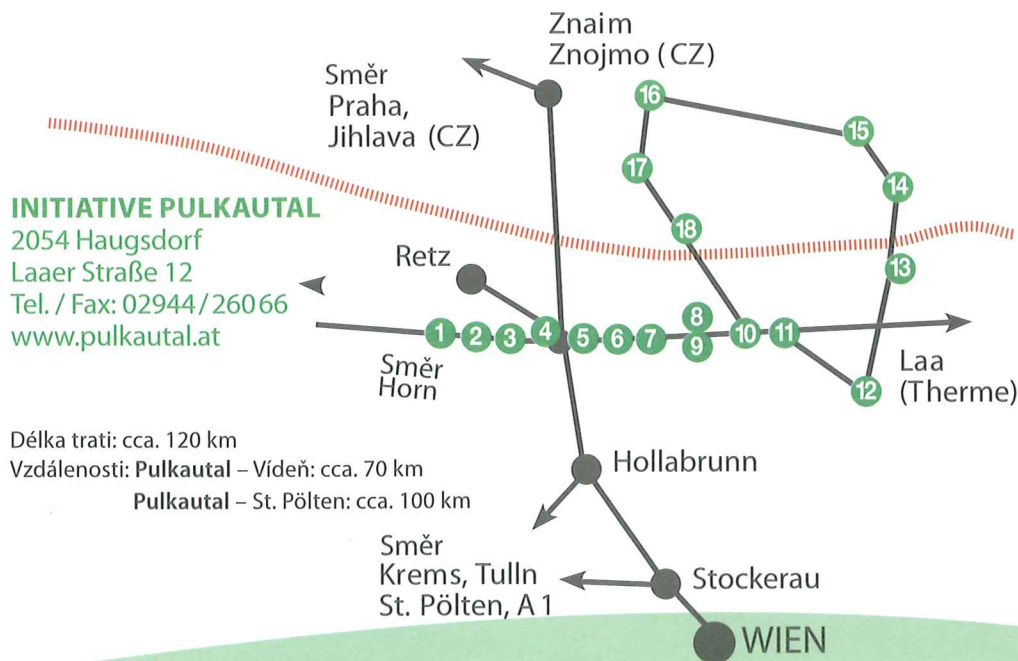 Znaim
Znojmo (CZ)
Směr
Praha,
Jihlava (CZ)
16
15
17
14
18
INITIATIVE PULKAUTAL
2054 Haugsdorf
Laaer Straße 12
Tel. / Fax: 02944 / 260 66
www.pulkautal.at
Retz
13
8
1
2
3
4
5
6
7
9
10
11
12
Směr
Horn
Laa
(Therme)
Délka trati: cca. 120 km
Vzdálenosti: Pulkautal – Vídeň: cca. 70 km
Pulkautal – St. Pölten: cca. 100 km
Hollabrunn
Směr
Krems, Tulln
St. Pölten, A 1
Stockerau
WIEN